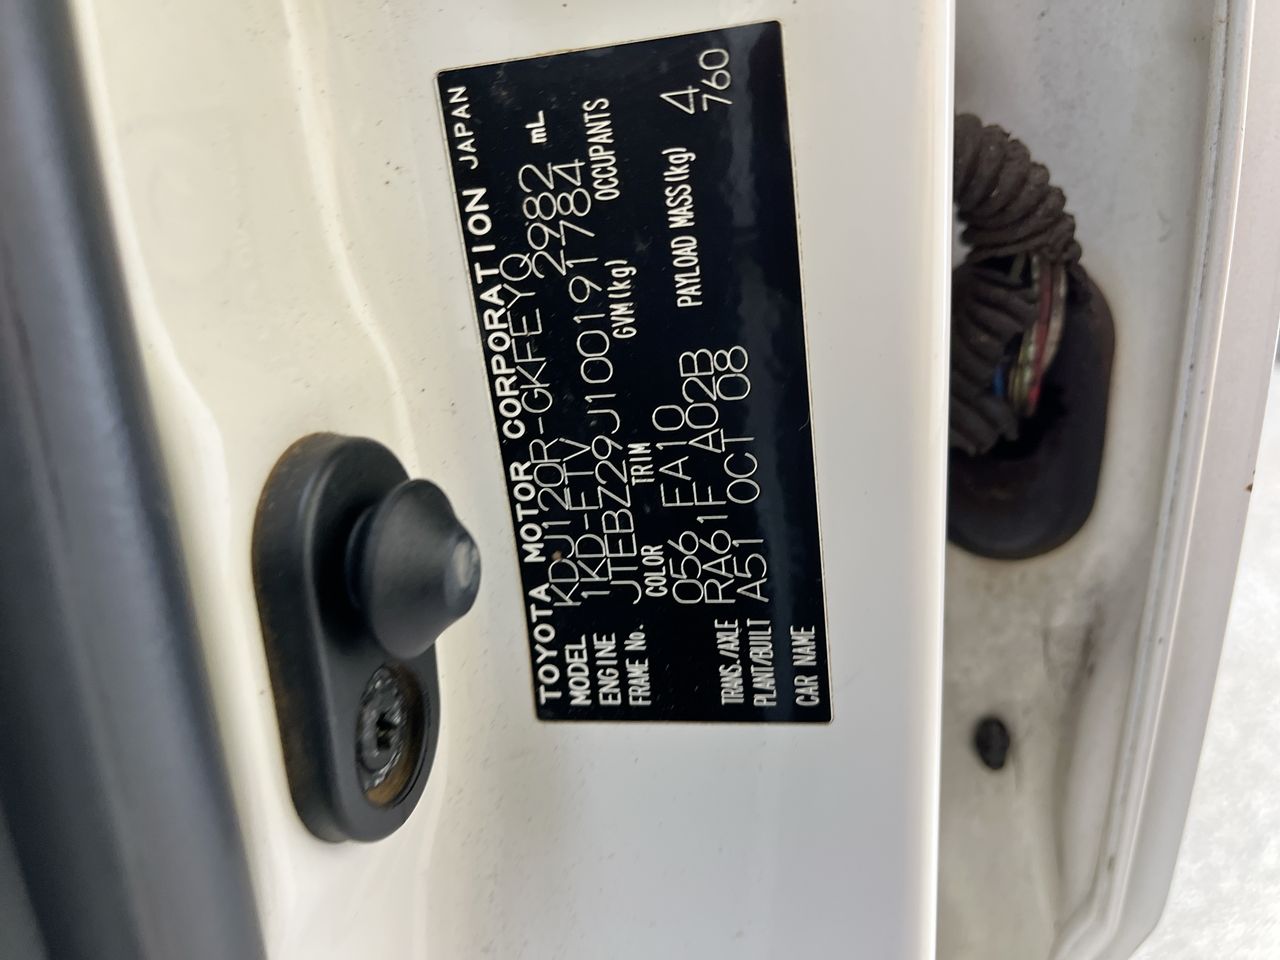 TOYOTA MOTOR CORPORATION JAPAN
MODEL KDJ120R-GKFEYQ
ENGINE 1KD-FTV 2982 mL
FRAME No. JTEBZ29J100191784
COLOR TRIM GVM(kg) OCCUPANTS
056 FA10 4
TRANS./AXLE RA61F A02B PAYLOAD MASS(kg) 760
PLANT/BUILT A51 OCT 08
CAR NAME